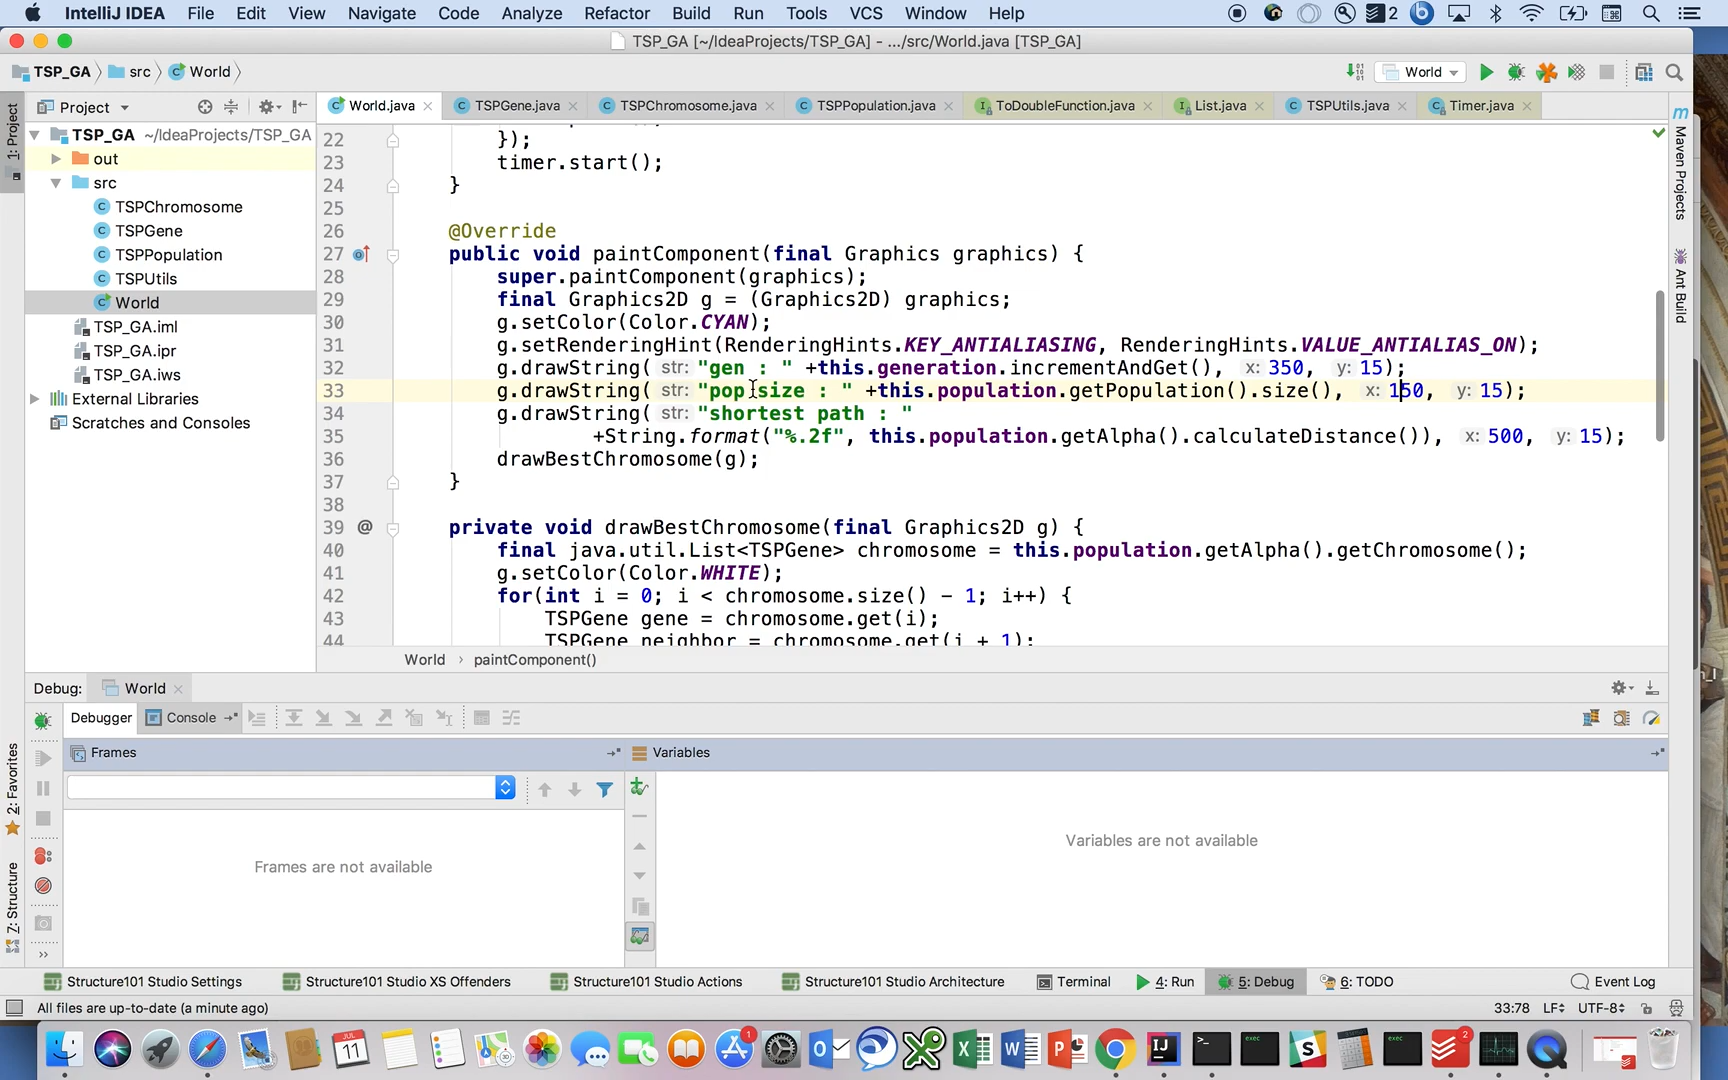 IntelliJ IDEA File Edit View Navigate Code Analyze Refactor Build Run Tools VCS Window Help 2
TSP_GA [~/IdeaProjects/TSP_GA] - .../src/World.java [TSP_GA]
TSP_GA src World World
Project World.java TSPGene.java TSPChromosome.java TSPPopulation.java ToDoubleFunction.java List.java TSPUtils.java Timer.java
1: Project
TSP_GA ~/IdeaProjects/TSP_GA
out
src
TSPChromosome
TSPGene
TSPPopulation
TSPUtils
World
TSP_GA.iml
TSP_GA.ipr
TSP_GA.iws
External Libraries
Scratches and Consoles
22 });
23 timer.start();
24 }
25
26 @Override
27 public void paintComponent(final Graphics graphics) {
28 super.paintComponent(graphics);
29 final Graphics2D g = (Graphics2D) graphics;
30 g.setColor(Color.CYAN);
31 g.setRenderingHint(RenderingHints.KEY_ANTIALIASING, RenderingHints.VALUE_ANTIALIAS_ON);
32 g.drawString( str: "gen : " +this.generation.incrementAndGet(), x: 350, y: 15);
33 g.drawString( str: "pop size : " +this.population.getPopulation().size(), x: 150, y: 15);
34 g.drawString( str: "shortest path : "
35 +String.format("%.2f", this.population.getAlpha().calculateDistance()), x: 500, y: 15);
36 drawBestChromosome(g);
37 }
38
39 @ private void drawBestChromosome(final Graphics2D g) {
40 final java.util.List<TSPGene> chromosome = this.population.getAlpha().getChromosome();
41 g.setColor(Color.WHITE);
42 for(int i = 0; i < chromosome.size() - 1; i++) {
43 TSPGene gene = chromosome.get(i);
44 TSPGene neighbor = chromosome.get(i + 1);
World paintComponent()
Maven Projects
Ant Build
Debug: World
Debugger Console
Frames Variables
Frames are not available
Variables are not available
2: Favorites
7: Structure
Structure101 Studio Settings Structure101 Studio XS Offenders Structure101 Studio Actions Structure101 Studio Architecture Terminal 4: Run 5: Debug 6: TODO Event Log
All files are up-to-date (a minute ago) 33:78 LF UTF-8
JUL
11
1
2